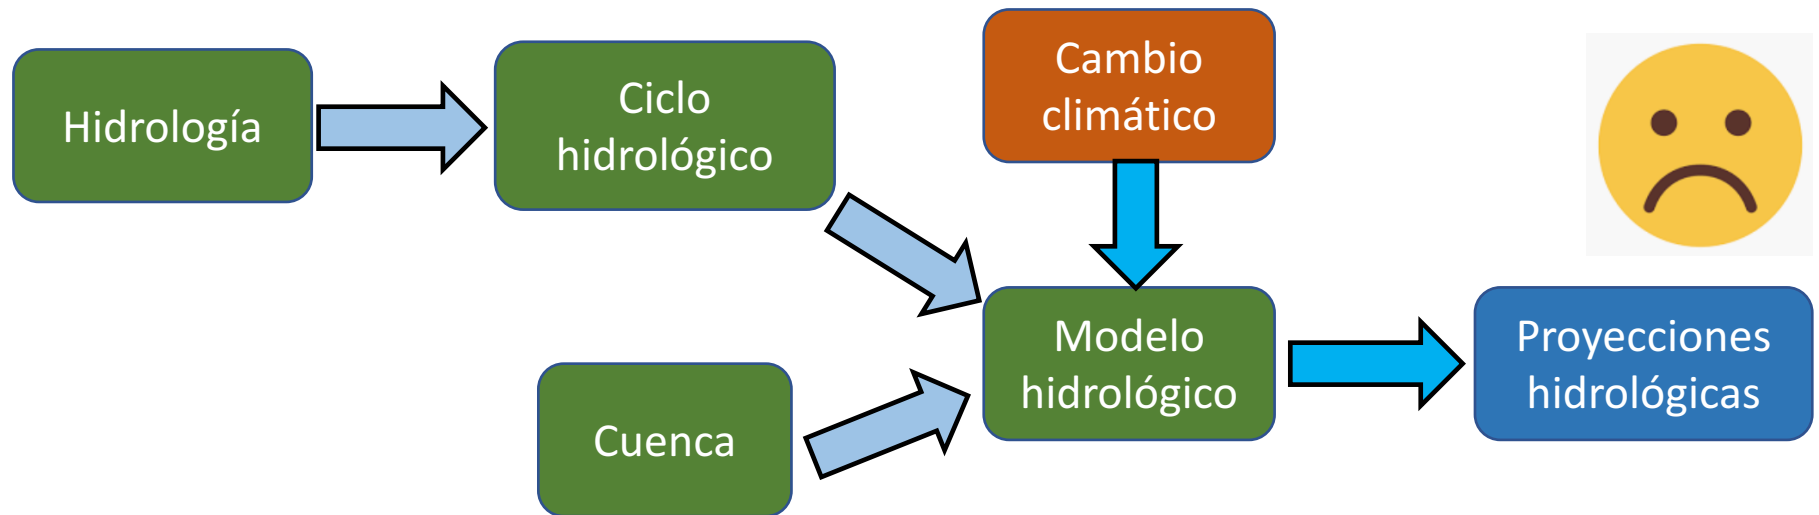 Hidrología
Ciclo
hidrológico
Cambio
climático
Cuenca
Modelo
hidrológico
Proyecciones
hidrológicas